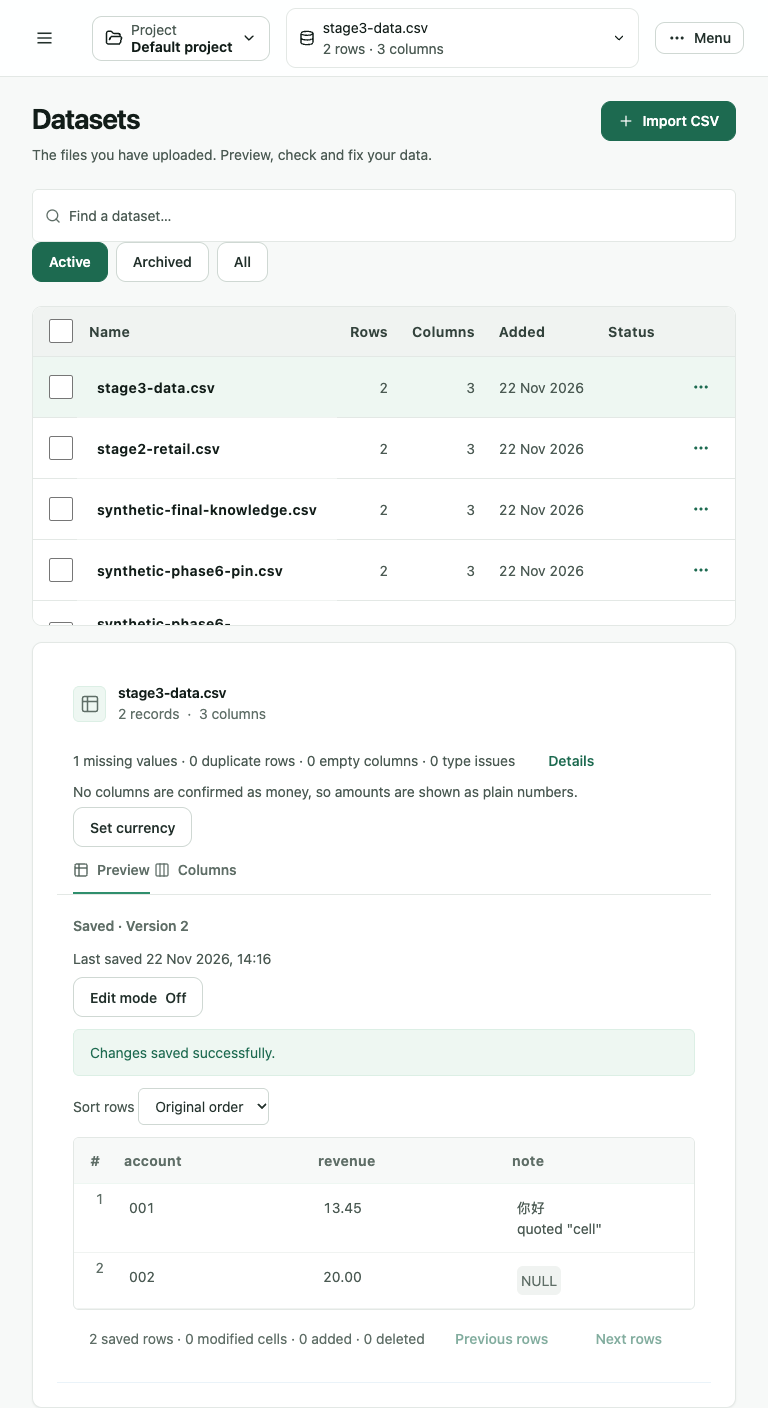 Project
Default project
stage3-data.csv
2 rows · 3 columns
Menu
Datasets
Import CSV
The files you have uploaded. Preview, check and fix your data.
Find a dataset...
Active Archived All
Name Rows Columns Added Status
stage3-data.csv 2 3 22 Nov 2026
stage2-retail.csv 2 3 22 Nov 2026
synthetic-final-knowledge.csv 2 3 22 Nov 2026
synthetic-phase6-pin.csv 2 3 22 Nov 2026
synthetic-phase6-
stage3-data.csv
2 records · 3 columns
1 missing values · 0 duplicate rows · 0 empty columns · 0 type issues Details
No columns are confirmed as money, so amounts are shown as plain numbers.
Set currency
Preview Columns
Saved · Version 2
Last saved 22 Nov 2026, 14:16
Edit mode Off
Changes saved successfully.
Sort rows Original order
# account revenue note
1 001 13.45 你好
quoted "cell"
2 002 20.00 NULL
2 saved rows · 0 modified cells · 0 added · 0 deleted Previous rows Next rows